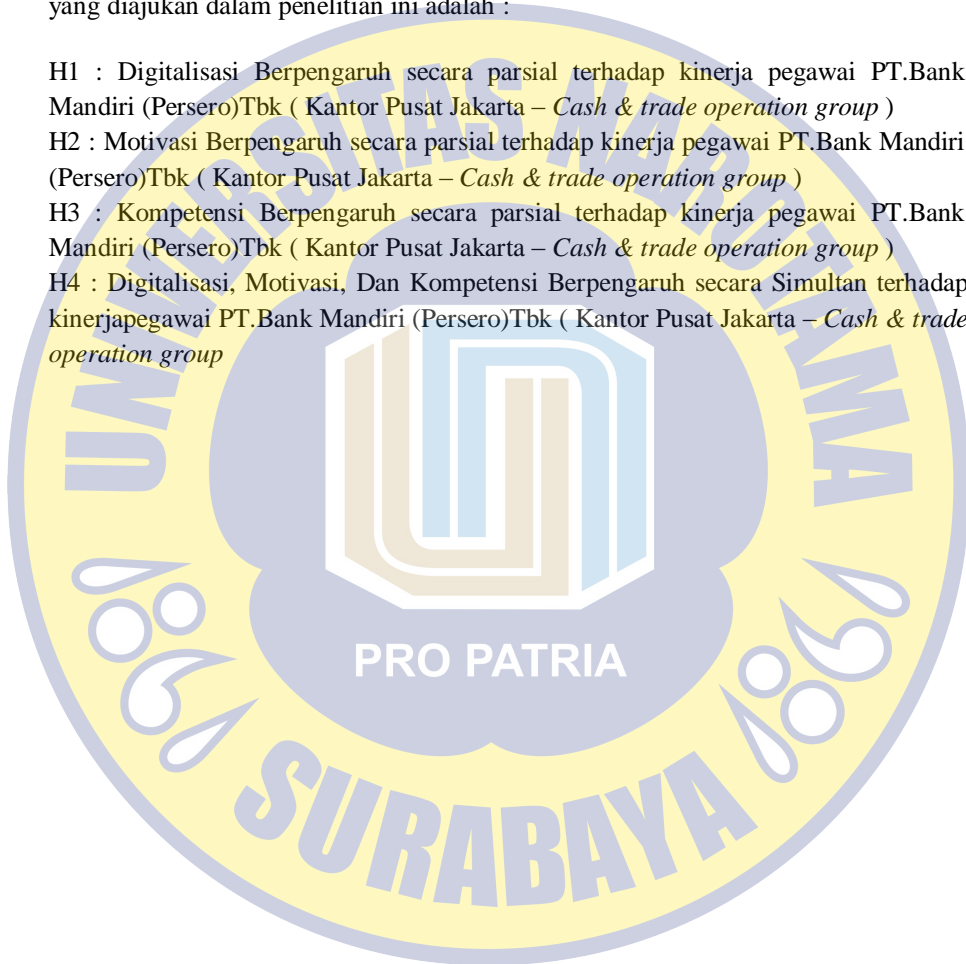 yang diajukan dalam penelitian ini adalah :
H1 : Digitalisasi Berpengaruh secara parsial terhadap kinerja pegawai PT.Bank
Mandiri (Persero)Tbk ( Kantor Pusat Jakarta – Cash & trade operation group )
H2 : Motivasi Berpengaruh secara parsial terhadap kinerja pegawai PT.Bank Mandiri
(Persero)Tbk ( Kantor Pusat Jakarta – Cash & trade operation group )
H3 : Kompetensi Berpengaruh secara parsial terhadap kinerja pegawai PT.Bank
Mandiri (Persero)Tbk ( Kantor Pusat Jakarta – Cash & trade operation group )
H4 : Digitalisasi, Motivasi, Dan Kompetensi Berpengaruh secara Simultan terhadap
kinerjapegawai PT.Bank Mandiri (Persero)Tbk ( Kantor Pusat Jakarta – Cash & trade
operation group
UNIVERSITAS NAROTAMA
PRO PATRIA
SURABAYA